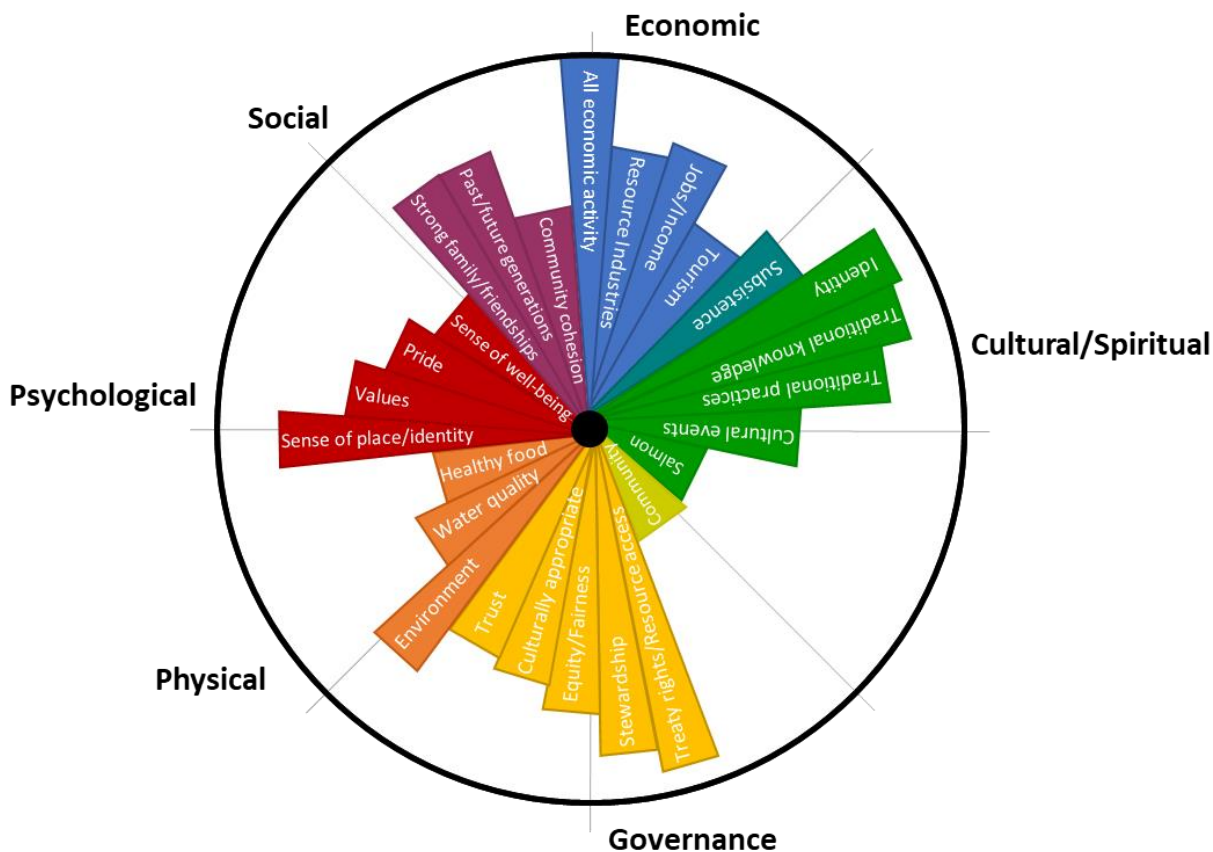 Economic
All economic activity
Resource Industries
Jobs/Income
Tourism
Subsistence
Identity
Traditional knowledge
Cultural/Spiritual
Traditional practices
Cultural events
Salmon
Community
Treaty rights/Resource access
Stewardship
Governance
Equity/Fairness
Culturally appropriate
Trust
Environment
Physical
Water quality
Healthy food
Sense of place/identity
Psychological
Values
Pride
Sense of well-being
Social
Strong family/friendships
Past/future generations
Community cohesion